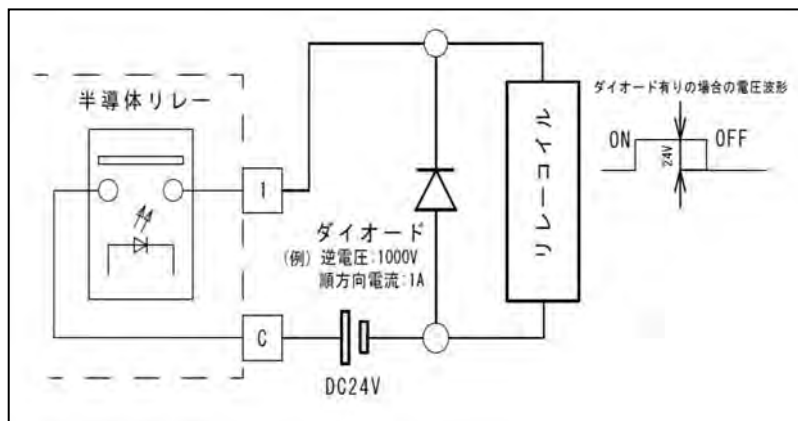 半導体リレー
1
C
DC24V
ダイオード
(例) 逆電圧:1000V
順方向電流:1A
リレーコイル
ダイオード有りの場合の電圧波形
ON
24V
OFF